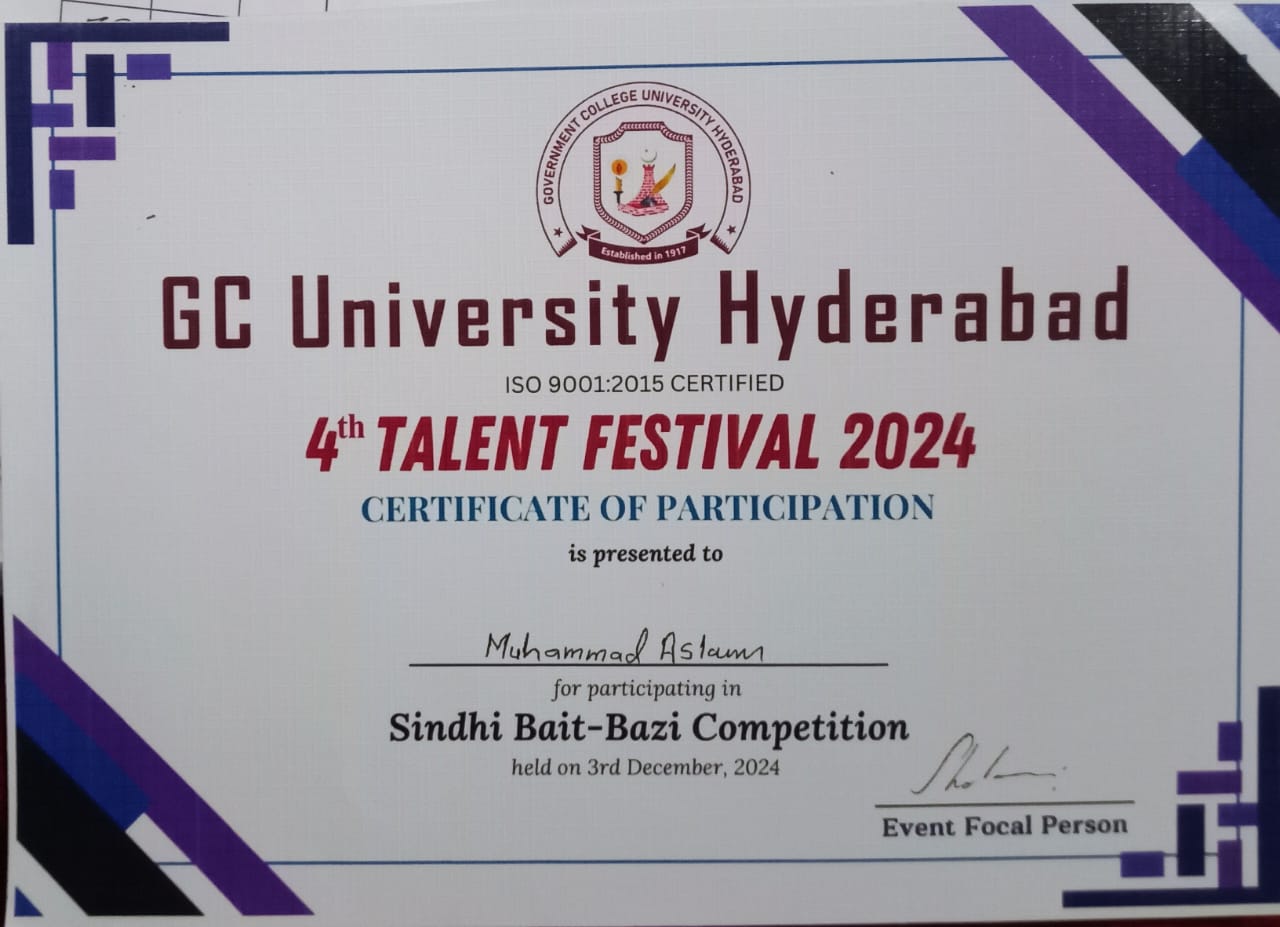 GOVERNMENT COLLEGE UNIVERSITY HYDERABAD
Established in 1917
GC University Hyderabad
ISO 9001:2015 CERTIFIED
4th TALENT FESTIVAL 2024
CERTIFICATE OF PARTICIPATION
is presented to
Muhammad Aslam
for participating in
Sindhi Bait-Bazi Competition
held on 3rd December, 2024
Event Focal Person